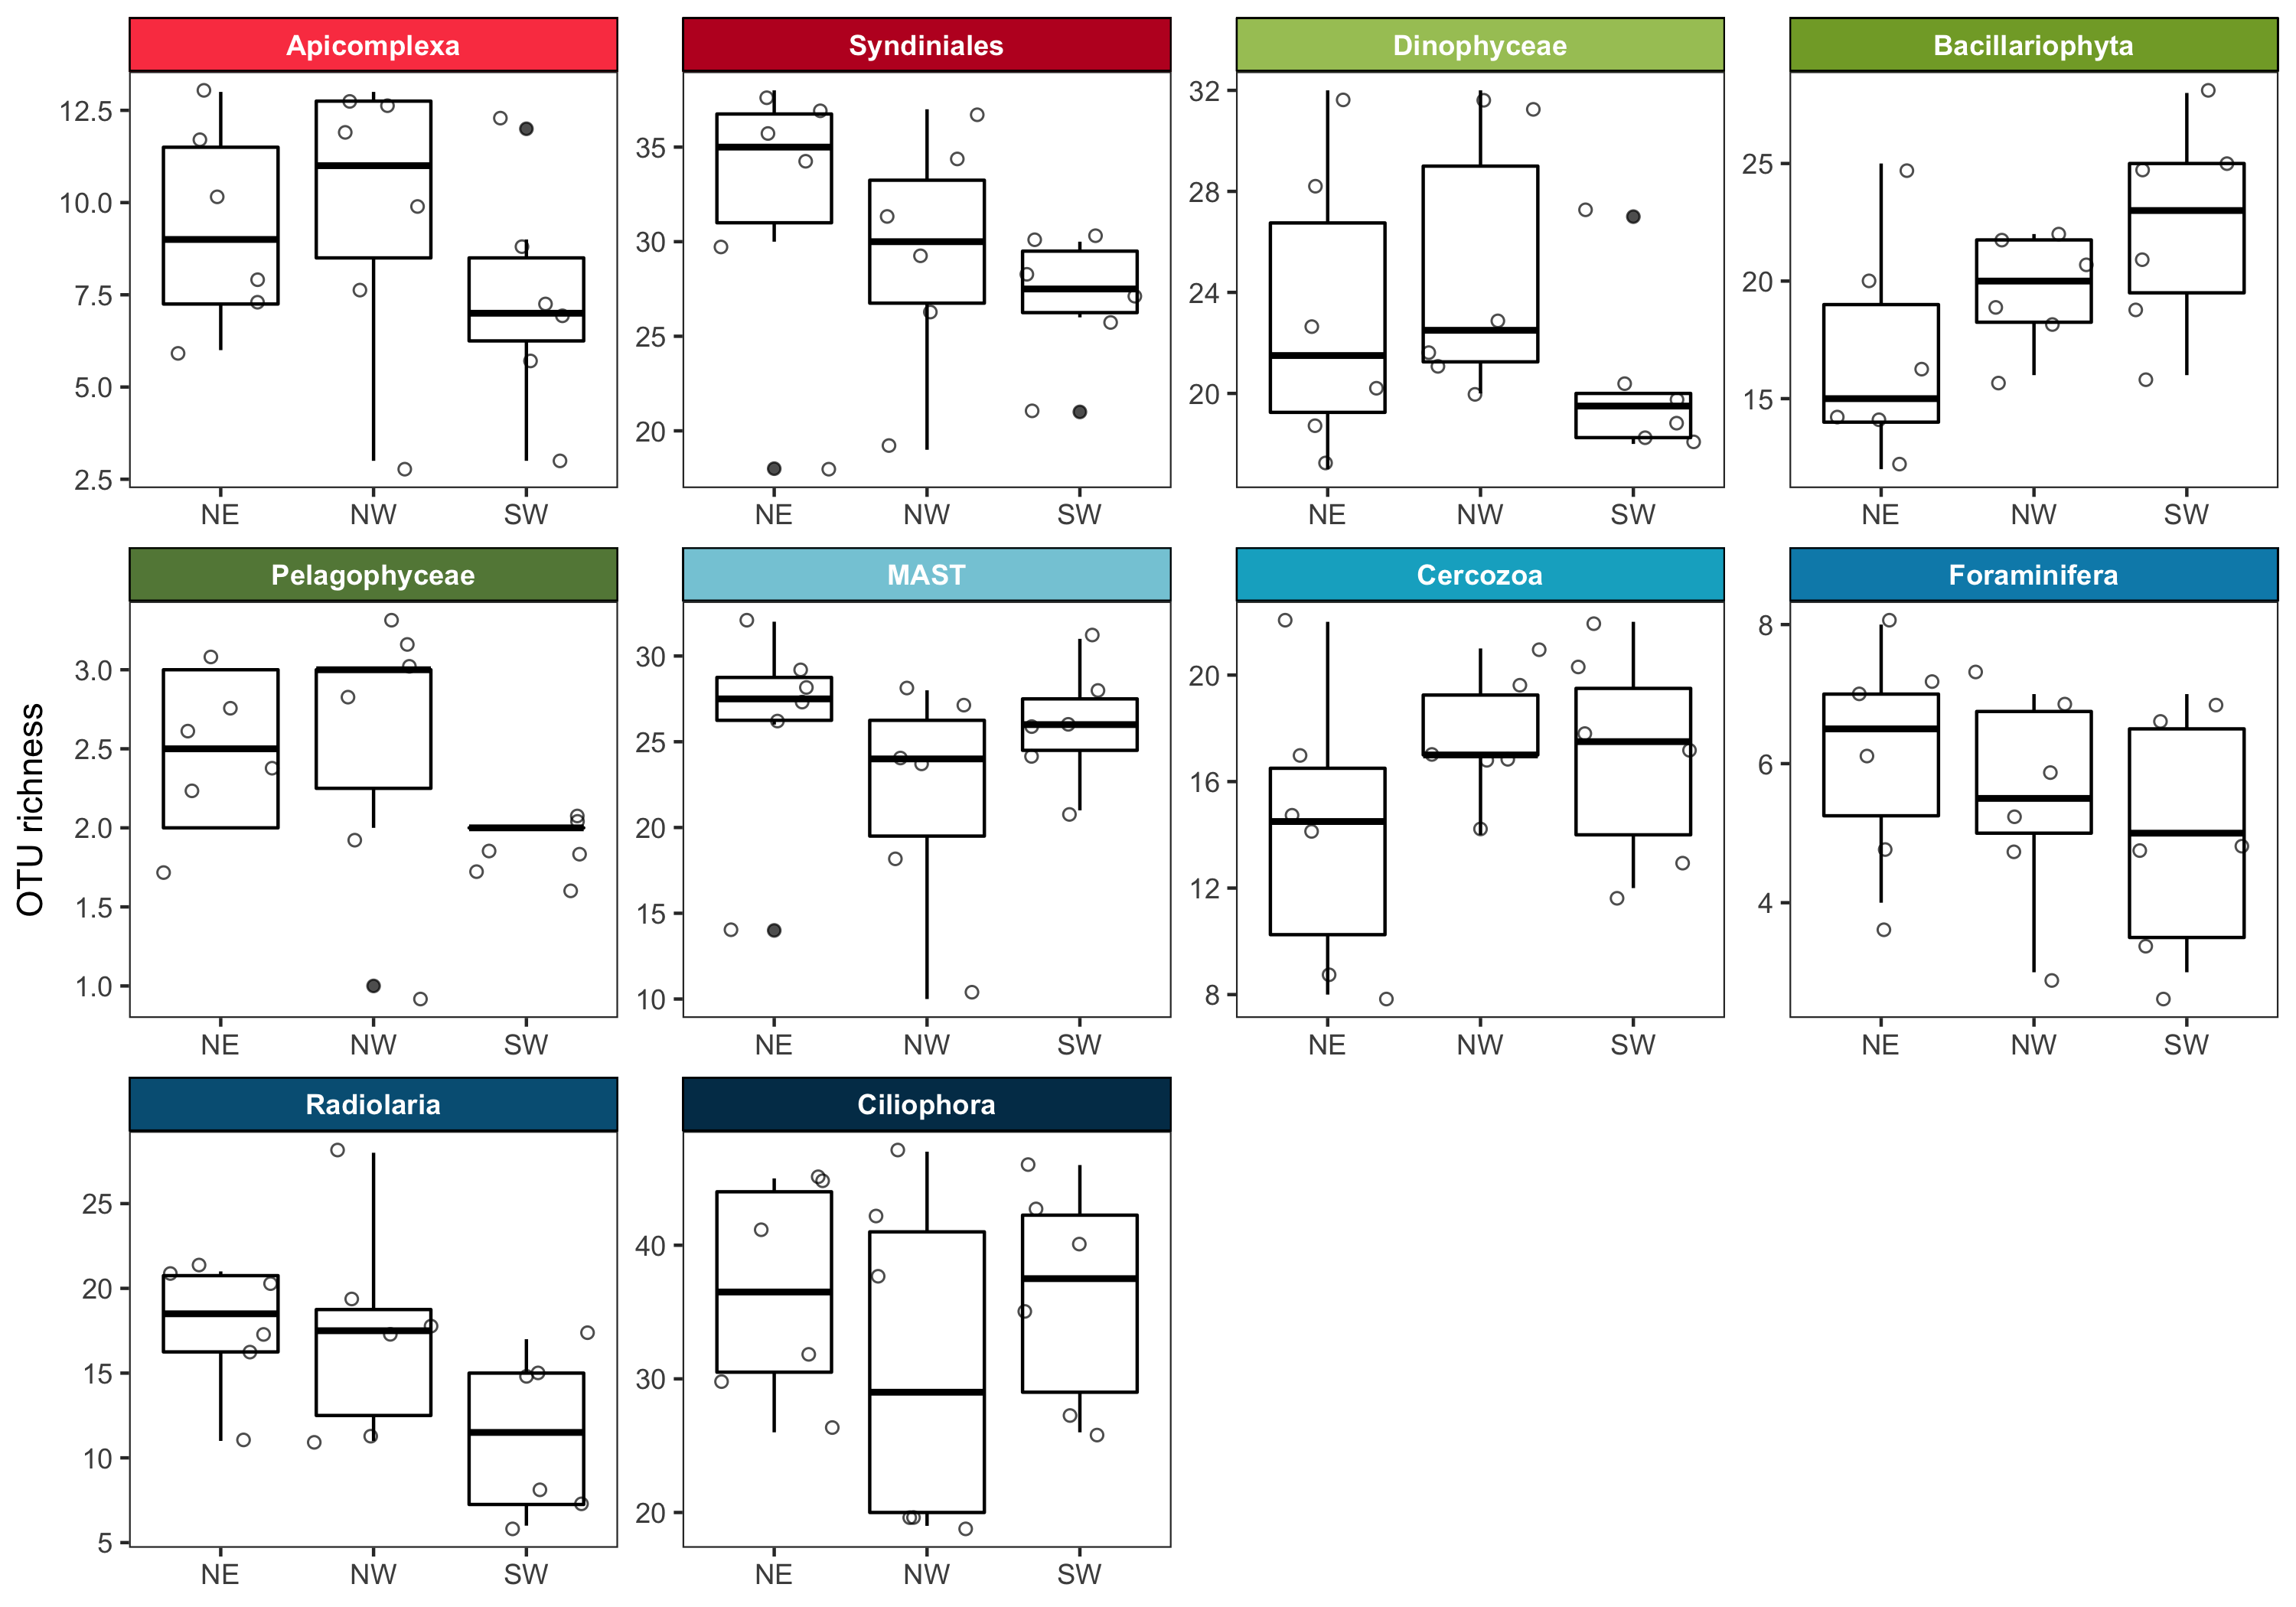 Apicomplexa
Syndiniales
Dinophyceae
Bacillariophyta
12.5
10.0
7.5
5.0
2.5
NE NW SW
35
30
25
20
NE NW SW
32
28
24
20
NE NW SW
25
20
15
NE NW SW
OTU richness
Pelagophyceae
MAST
Cercozoa
Foraminifera
3.0
2.5
2.0
1.5
1.0
NE NW SW
30
25
20
15
10
NE NW SW
20
16
12
8
NE NW SW
8
6
4
NE NW SW
Radiolaria
Ciliophora
25
20
15
10
5
NE NW SW
40
30
20
NE NW SW